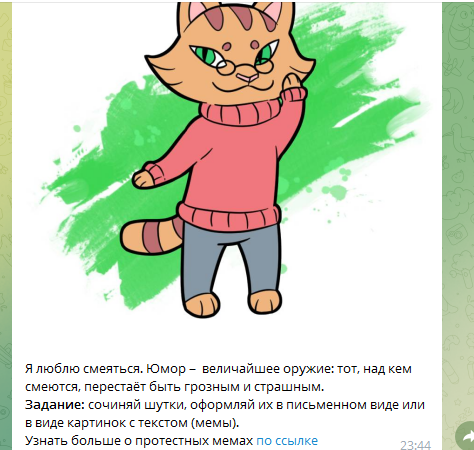 Я люблю смеяться. Юмор – величайшее оружие: тот, над кем
смеются, перестаёт быть грозным и страшным.
Задание: сочиняй шутки, оформляй их в письменном виде или
в виде картинок с текстом (мемы).
Узнать больше о протестных мемах по ссылке
23:44